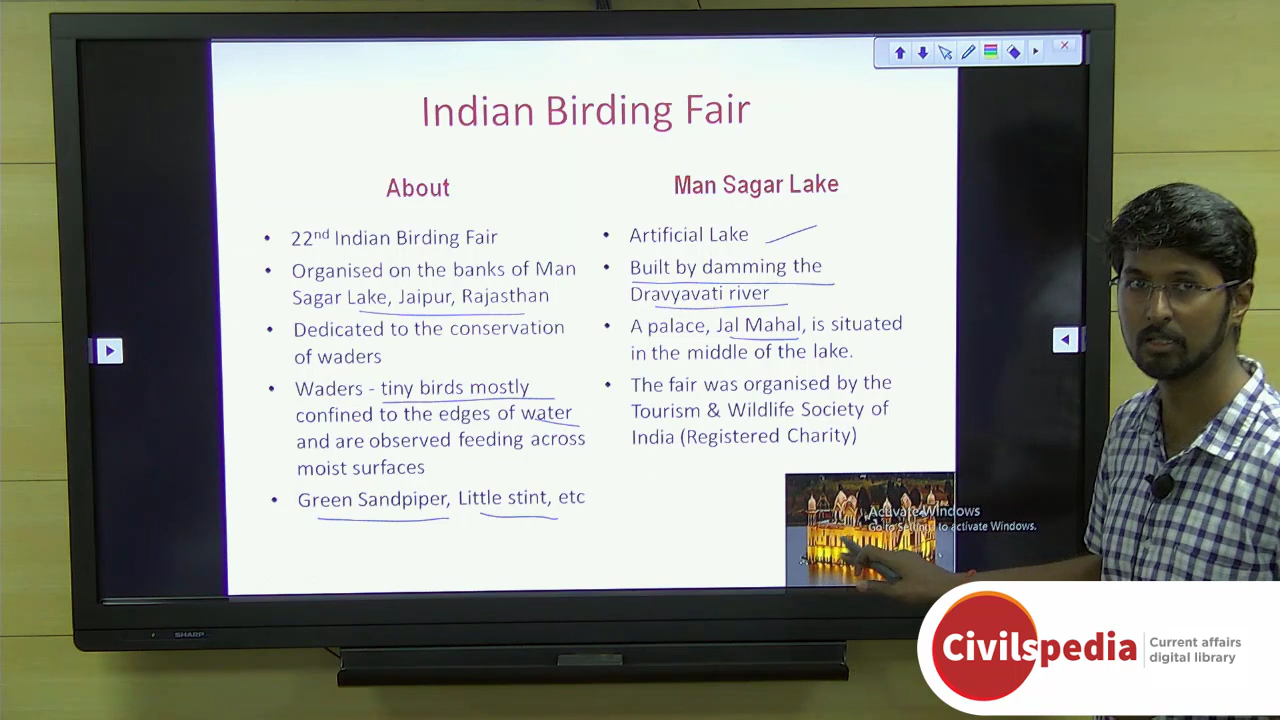 Indian Birding Fair
About
• 22nd Indian Birding Fair
• Organised on the banks of Man
Sagar Lake, Jaipur, Rajasthan
• Dedicated to the conservation
of waders
• Waders - tiny birds mostly
confined to the edges of water
and are observed feeding across
moist surfaces
• Green Sandpiper, Little stint, etc
Man Sagar Lake
• Artificial Lake
• Built by damming the
Dravyavati river
• A palace, Jal Mahal, is situated
in the middle of the lake.
• The fair was organised by the
Tourism & Wildlife Society of
India (Registered Charity)
Activate Windows
Go to Settings to activate Windows.
SHARP
Civilspedia
Current affairs
digital library